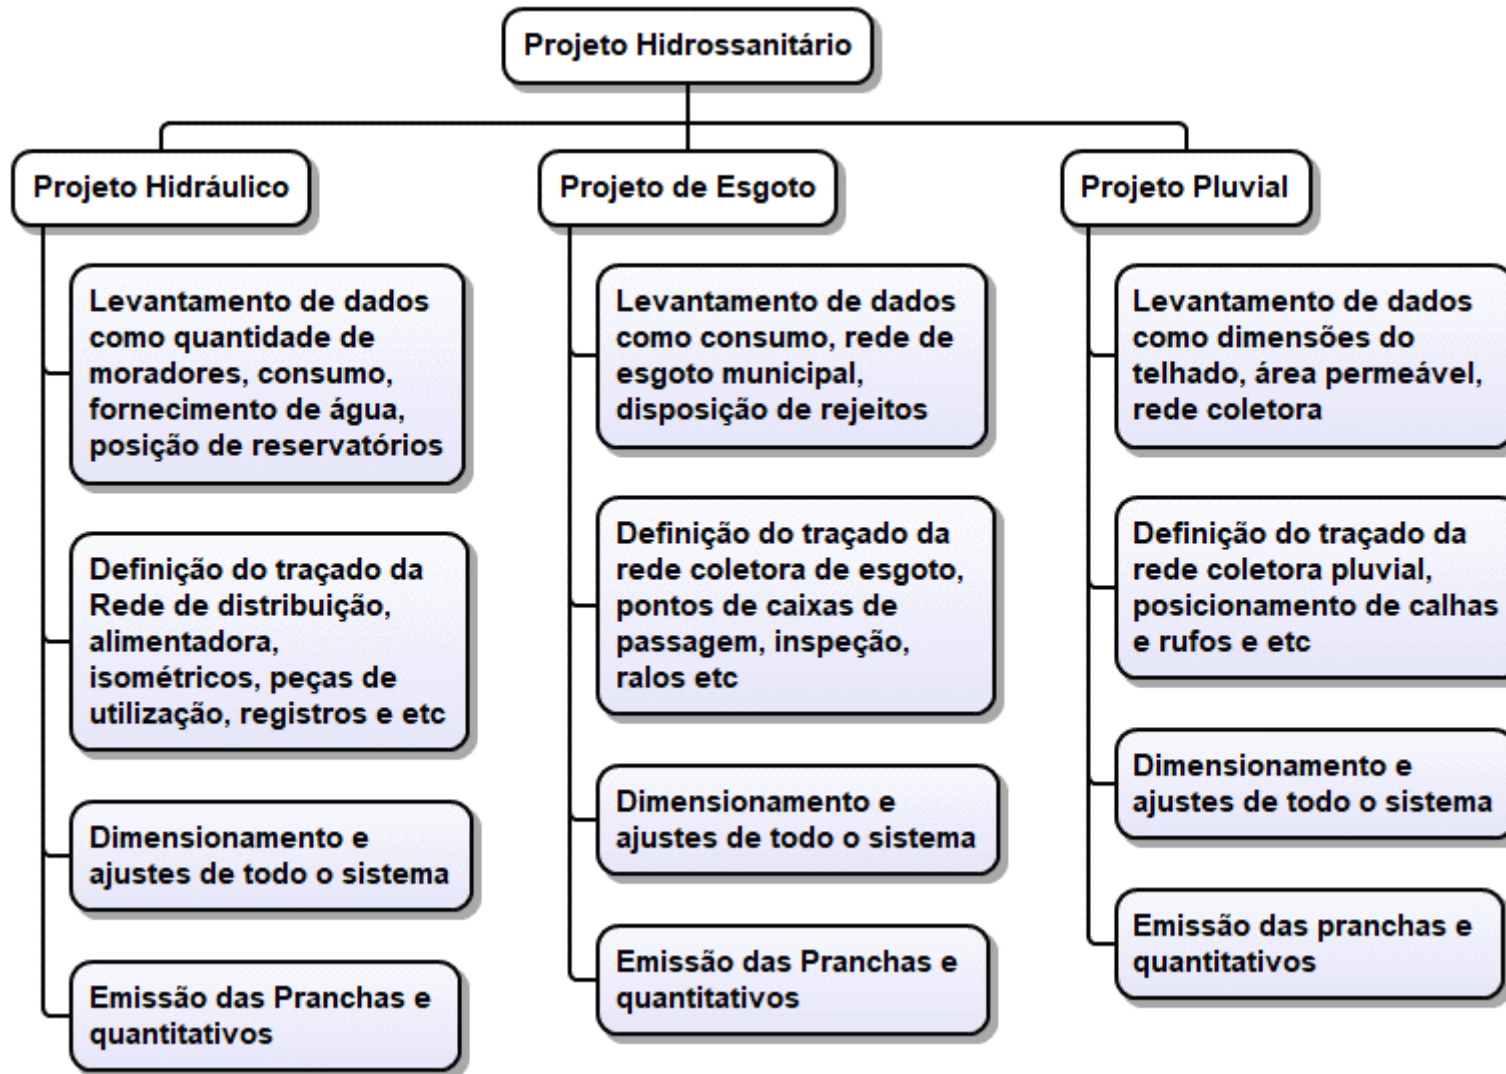 Projeto Hidrossanitário
Projeto Hidráulico
Levantamento de dados
como quantidade de
moradores, consumo,
fornecimento de água,
posição de reservatórios
Definição do traçado da
Rede de distribuição,
alimentadora,
isométricos, peças de
utilização, registros e etc
Dimensionamento e
ajustes de todo o sistema
Emissão das Pranchas e
quantitativos
Projeto de Esgoto
Levantamento de dados
como consumo, rede de
esgoto municipal,
disposição de rejeitos
Definição do traçado da
rede coletora de esgoto,
pontos de caixas de
passagem, inspeção,
ralos etc
Dimensionamento e
ajustes de todo o sistema
Emissão das Pranchas e
quantitativos
Projeto Pluvial
Levantamento de dados
como dimensões do
telhado, área permeável,
rede coletora
Definição do traçado da
rede coletora pluvial,
posicionamento de calhas
e rufos e etc
Dimensionamento e
ajustes de todo o sistema
Emissão das pranchas e
quantitativos